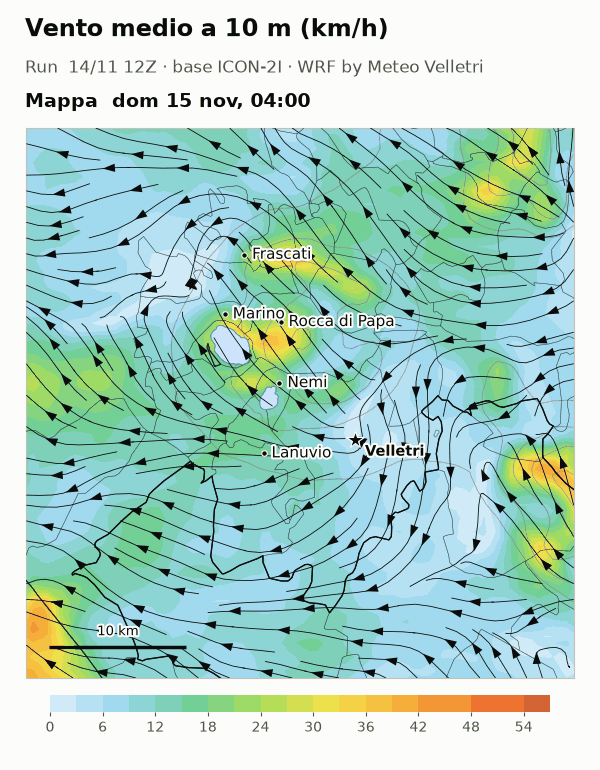 Vento medio a 10 m (km/h)
Run  14/11 12Z · base ICON-2I · WRF by Meteo Velletri
Mappa  dom 15 nov, 04:00
Frascati
Marino
Rocca di Papa
Nemi
Velletri
Lanuvio
10 km
0 6 12 18 24 30 36 42 48 54